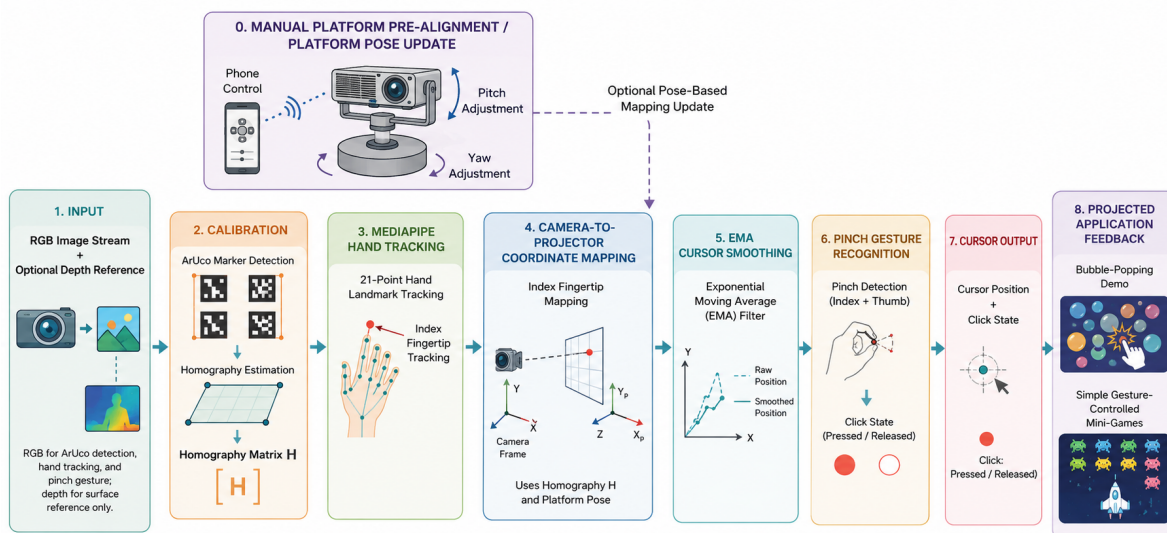 0. MANUAL PLATFORM PRE-ALIGNMENT /
PLATFORM POSE UPDATE
Phone
Control
Pitch
Adjustment
Yaw
Adjustment
Optional Pose-Based
Mapping Update
1. INPUT
RGB Image Stream
+
Optional Depth Reference
RGB for ArUco detection,
hand tracking, and
pinch gesture;
depth for surface
reference only.
2. CALIBRATION
ArUco Marker Detection
Homography Estimation
Homography Matrix H
[H]
3. MEDIAPIPE
HAND TRACKING
21-Point Hand
Landmark Tracking
Index
Fingertip
Tracking
4. CAMERA-TO-
PROJECTOR
COORDINATE MAPPING
Index Fingertip
Mapping
Y
X
Camera
Frame
Yₚ
Z
Xₚ
Uses Homography H
and Platform Pose
5. EMA
CURSOR SMOOTHING
Exponential
Moving Average
(EMA) Filter
Y
Raw
Position
Smoothed
Position
X
6. PINCH GESTURE
RECOGNITION
Pinch Detection
(Index + Thumb)
Click State
(Pressed / Released)
7. CURSOR OUTPUT
Cursor Position
+
Click State
Click:
Pressed / Released)
8. PROJECTED
APPLICATION
FEEDBACK
Bubble-Popping
Demo
Simple Gesture-
Controlled
Mini-Games